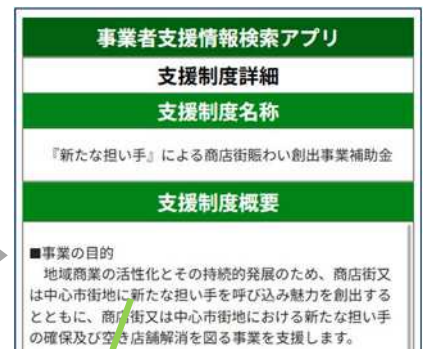 事業者支援情報検索アプリ
支援制度詳細
支援制度名称
『新たな担い手』による商店街賑わい創出事業補助金
支援制度概要
■事業の目的
地域商業の活性化とその持続的発展のため、商店街又
は中心市街地に新たな担い手を呼び込み魅力を創出する
とともに、商店街又は中心市街地における新たな担い手
の確保及び空き店舗解消を図る事業を支援します。